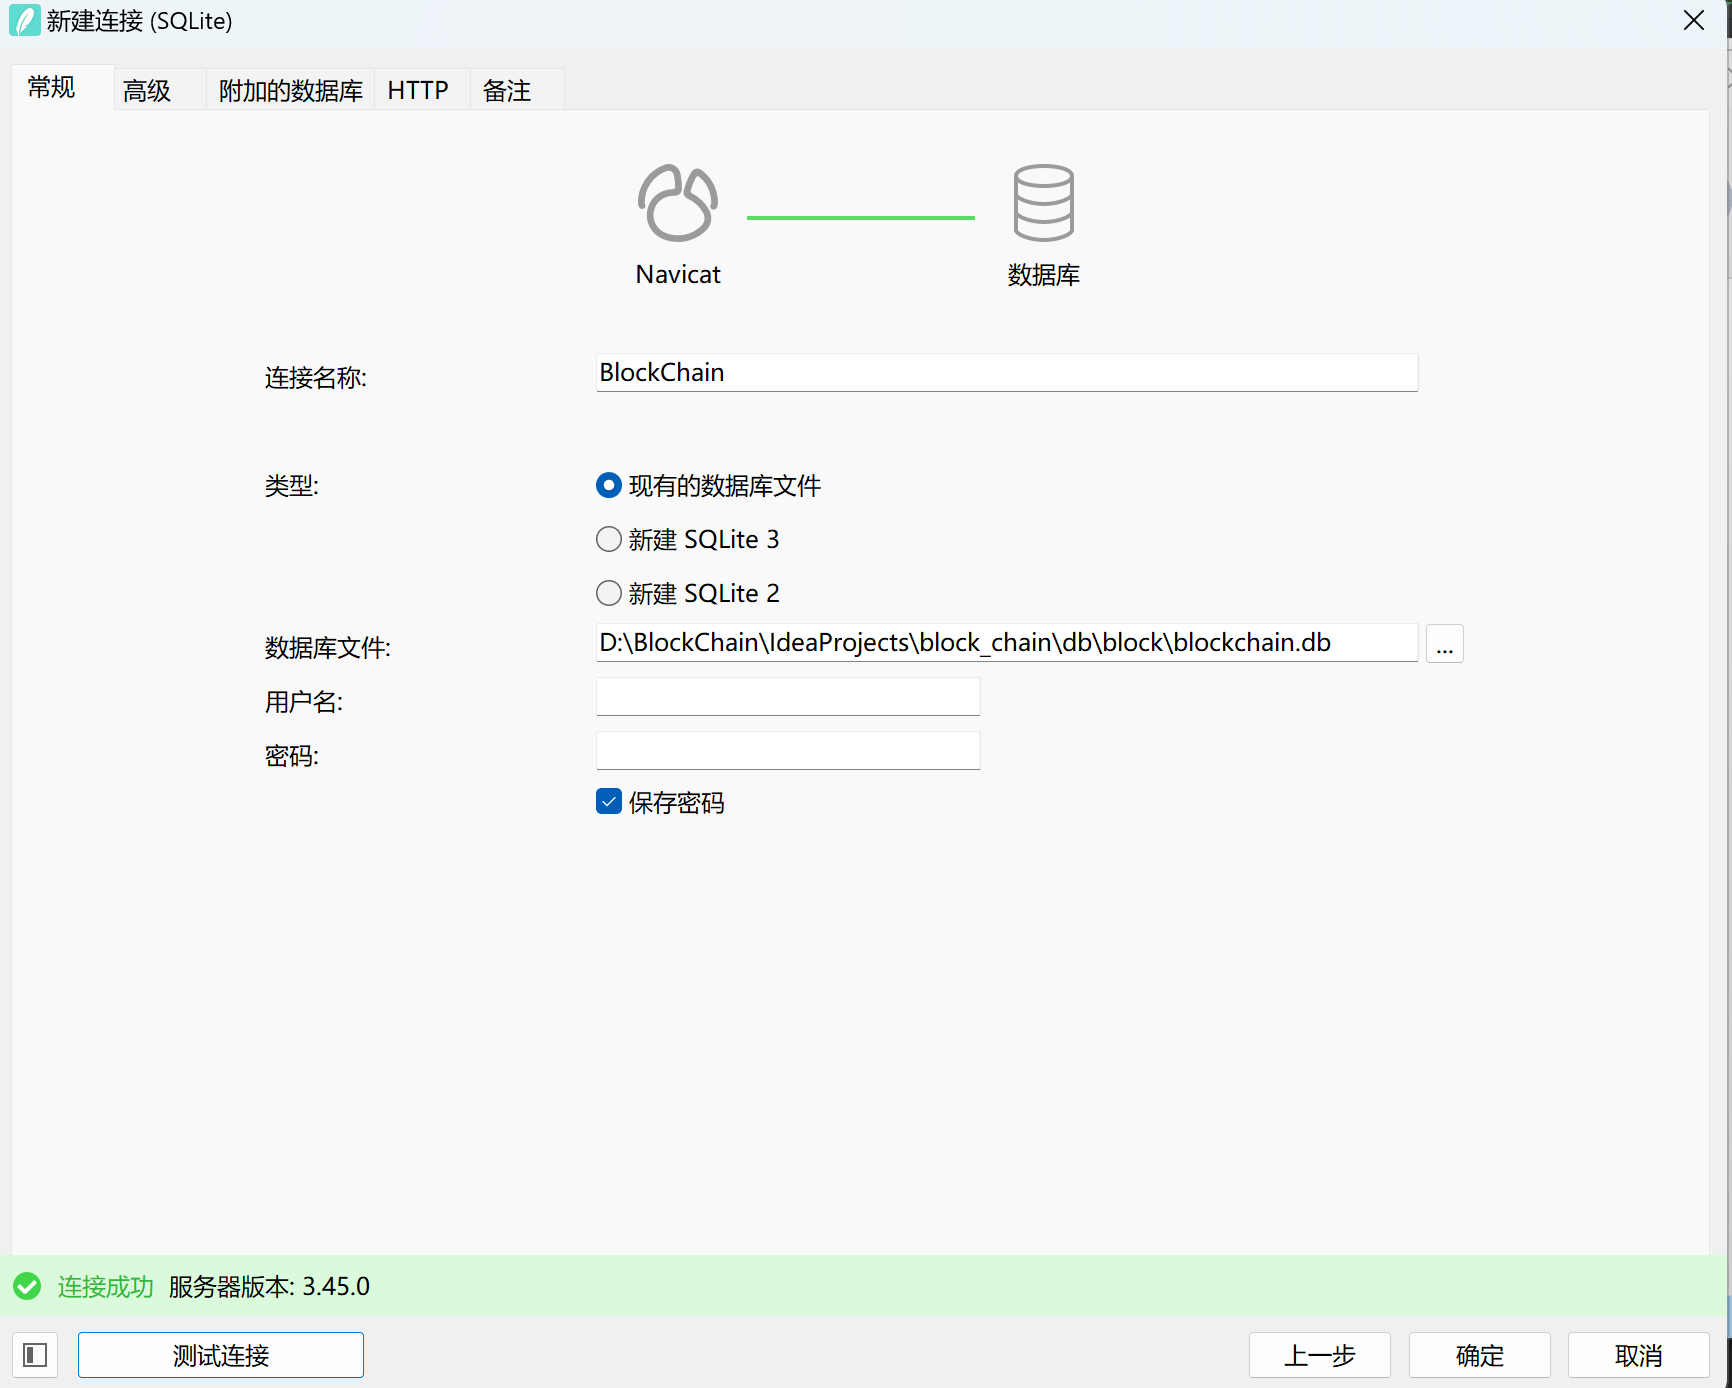 新建连接 (SQLite)
常规 高级 附加的数据库 HTTP 备注
Navicat 数据库
连接名称: BlockChain
类型: 现有的数据库文件
新建 SQLite 3
新建 SQLite 2
数据库文件: D:\BlockChain\IdeaProjects\block_chain\db\block\blockchain.db ...
用户名:
密码:
保存密码
连接成功 服务器版本: 3.45.0
测试连接 上一步 确定 取消